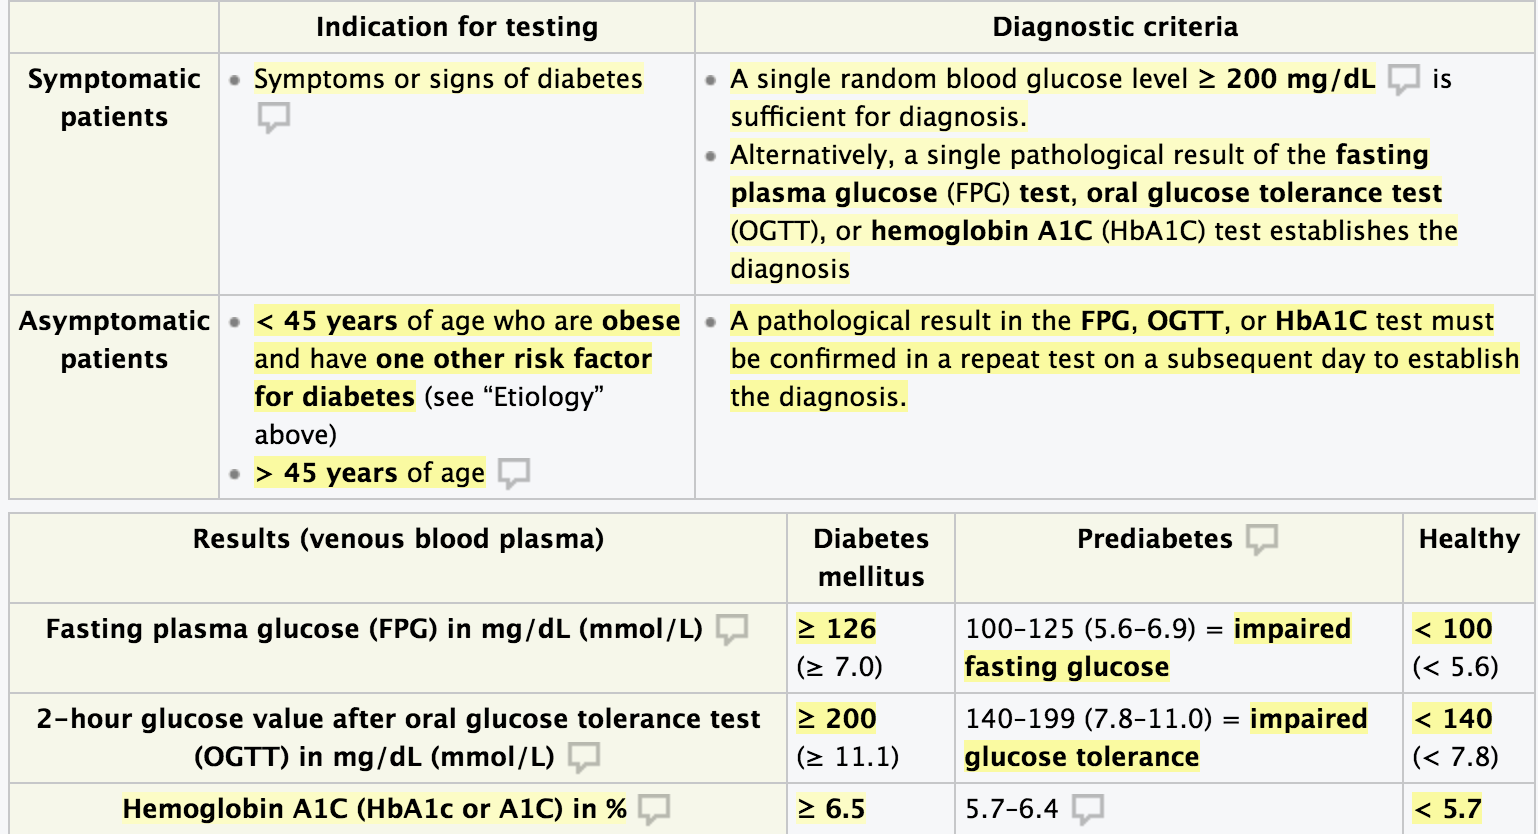 Indication for testing
Diagnostic criteria
Symptomatic
patients
Symptoms or signs of diabetes
A single random blood glucose level ≥ 200 mg/dL is
sufficient for diagnosis.
Alternatively, a single pathological result of the fasting
plasma glucose (FPG) test, oral glucose tolerance test
(OGTT), or hemoglobin A1C (HbA1C) test establishes the
diagnosis
Asymptomatic
patients
< 45 years of age who are obese
and have one other risk factor
for diabetes (see “Etiology”
above)
> 45 years of age
A pathological result in the FPG, OGTT, or HbA1C test must
be confirmed in a repeat test on a subsequent day to establish
the diagnosis.
Results (venous blood plasma)
Diabetes
mellitus
Prediabetes
Healthy
Fasting plasma glucose (FPG) in mg/dL (mmol/L)
≥ 126
(≥ 7.0)
100–125 (5.6–6.9) = impaired
fasting glucose
< 100
(< 5.6)
2-hour glucose value after oral glucose tolerance test
(OGTT) in mg/dL (mmol/L)
≥ 200
(≥ 11.1)
140–199 (7.8–11.0) = impaired
glucose tolerance
< 140
(< 7.8)
Hemoglobin A1C (HbA1c or A1C) in %
≥ 6.5
5.7–6.4
< 5.7